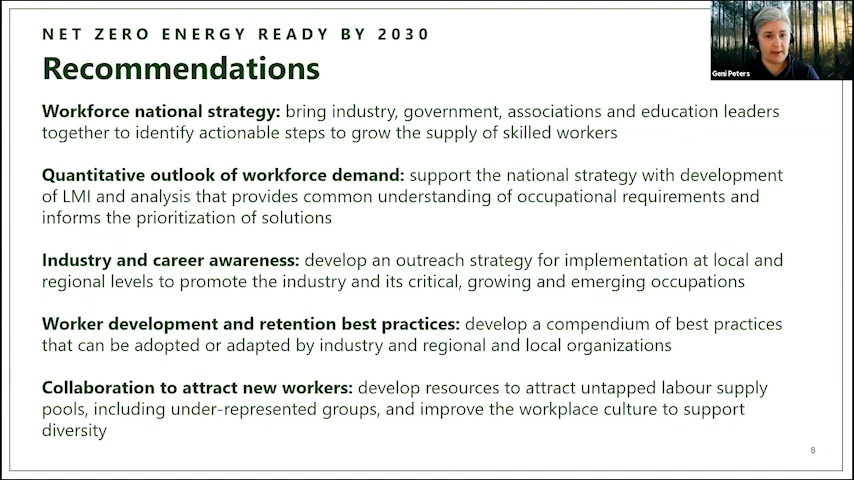 NET ZERO ENERGY READY BY 2030
Recommendations
Workforce national strategy: bring industry, government, associations and education leaders
together to identify actionable steps to grow the supply of skilled workers
Quantitative outlook of workforce demand: support the national strategy with development
of LMI and analysis that provides common understanding of occupational requirements and
informs the prioritization of solutions
Industry and career awareness: develop an outreach strategy for implementation at local and
regional levels to promote the industry and its critical, growing and emerging occupations
Worker development and retention best practices: develop a compendium of best practices
that can be adopted or adapted by industry and regional and local organizations
Collaboration to attract new workers: develop resources to attract untapped labour supply
pools, including under-represented groups, and improve the workplace culture to support
diversity
8
Geni Peters